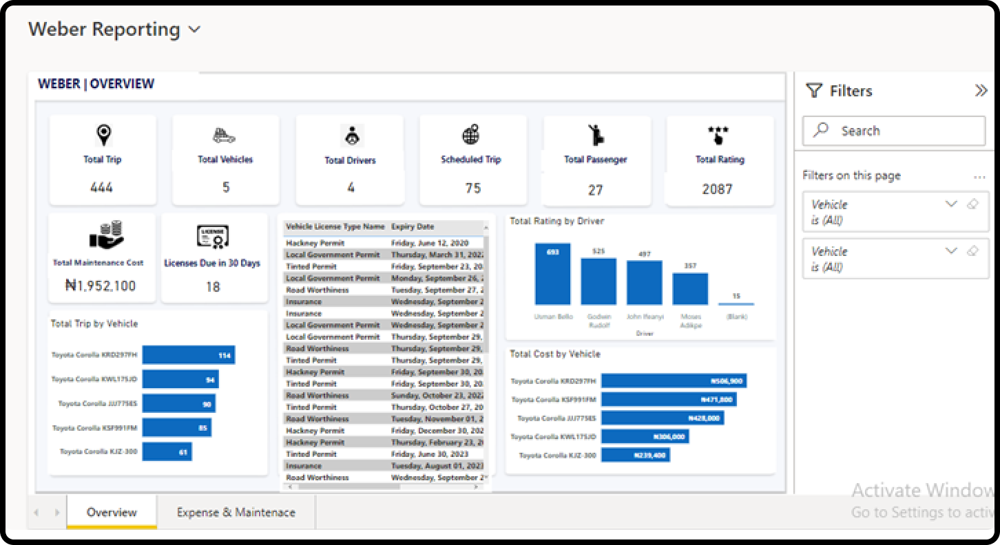 Weber Reporting
WEBER | OVERVIEW
Total Trip
444
Total Vehicles
5
Total Drivers
4
Scheduled Trip
75
Total Passenger
27
Total Rating
2087
Total Maintenance Cost
₦1,952,100
LICENSE
Licenses Due in 30 Days
18
Total Trip by Vehicle
Toyota Corolla KRD297FH 114
Toyota Corolla KWL175JD 94
Toyota Corolla JJJ775ES 90
Toyota Corolla KSF991FM 85
Toyota Corolla KJZ-300 61
Vehicle License Type Name Expiry Date
Hackney Permit Friday, June 12, 2020
Local Government Permit Thursday, March 31, 2022
Tinted Permit Friday, September 23, 20
Local Government Permit Monday, September 26, 2
Road Worthiness Tuesday, September 27, 2
Insurance Wednesday, September 2
Insurance Wednesday, September 2
Local Government Permit Wednesday, September 2
Local Government Permit Thursday, September 29,
Road Worthiness Thursday, September 29,
Tinted Permit Thursday, September 29,
Hackney Permit Friday, September 30, 20
Tinted Permit Friday, September 30, 20
Road Worthiness Sunday, October 23, 2022
Tinted Permit Thursday, October 27, 20
Road Worthiness Tuesday, November 01, 2
Hackney Permit Friday, December 30, 202
Hackney Permit Thursday, February 23, 2
Tinted Permit Friday, June 30, 2023
Insurance Tuesday, August 01, 2023
Road Worthiness Wednesday, September 2
Total Rating by Driver
693 525 497 357 15
Usman Bello Godwin Rudolf John Ifeanyi Moses Adikpe (Blank)
Driver
Total Cost by Vehicle
Toyota Corolla KRD297FH ₦506,900
Toyota Corolla KSF991FM ₦471,800
Toyota Corolla JJJ775ES ₦428,000
Toyota Corolla KWL175JD ₦306,000
Toyota Corolla KJZ-300 ₦239,400
Filters
Search
Filters on this page
Vehicle
is (All)
Vehicle
is (All)
Activate Window
Go to Settings to activ
Overview
Expense & Maintenace